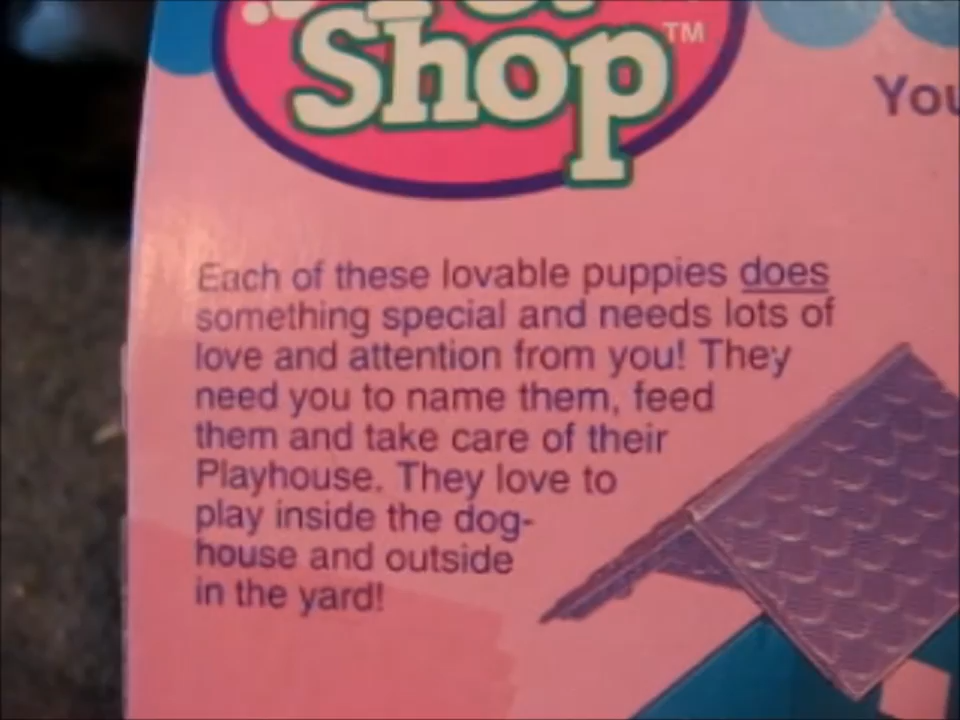 Shop™
You
Each of these lovable puppies does
something special and needs lots of
love and attention from you! They
need you to name them, feed
them and take care of their
Playhouse. They love to
play inside the dog-
house and outside
in the yard!